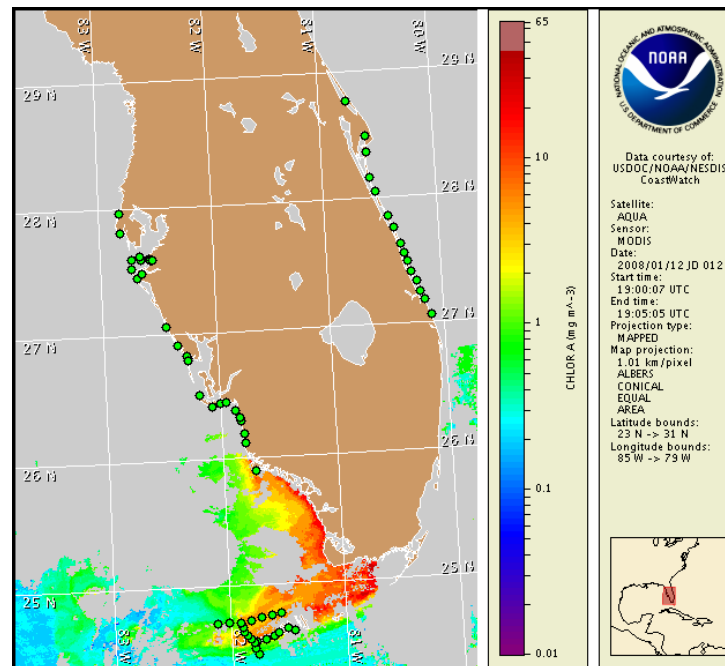 83 W
82 W
81 W
80 W
29 N
29 N
28 N
28 N
27 N
27 N
26 N
26 N
25 N
25 N
83 W
82 W
81 W
65
10
1
0.1
0.01
CHLOR A (mg m^-3)
NATIONAL OCEANIC AND ATMOSPHERIC ADMINISTRATION
NOAA
U.S. DEPARTMENT OF COMMERCE
Data courtesy of:
USDOC/NOAA/NESDIS
CoastWatch
Satellite:
AQUA
Sensor:
MODIS
Date:
2008/01/12 JD 012
Start time:
19:00:07 UTC
End time:
19:05:05 UTC
Projection type:
MAPPED
Map projection:
1.01 km/pixel
ALBERS
CONICAL
EQUAL
AREA
Latitude bounds:
23 N -> 31 N
Longitude bounds:
85 W -> 79 W